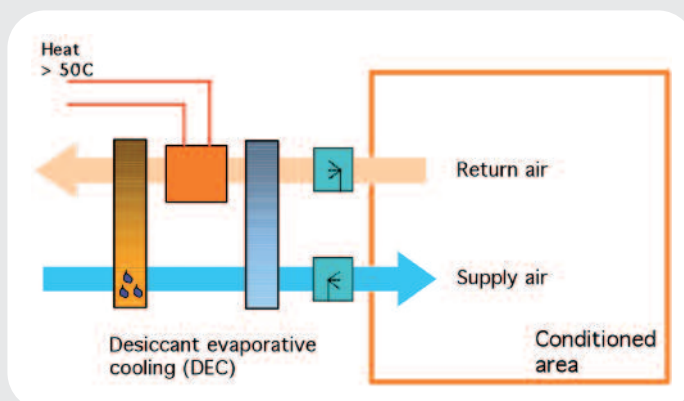 Heat
> 50C
Return air
Supply air
Desiccant evaporative
cooling (DEC)
Conditioned
area